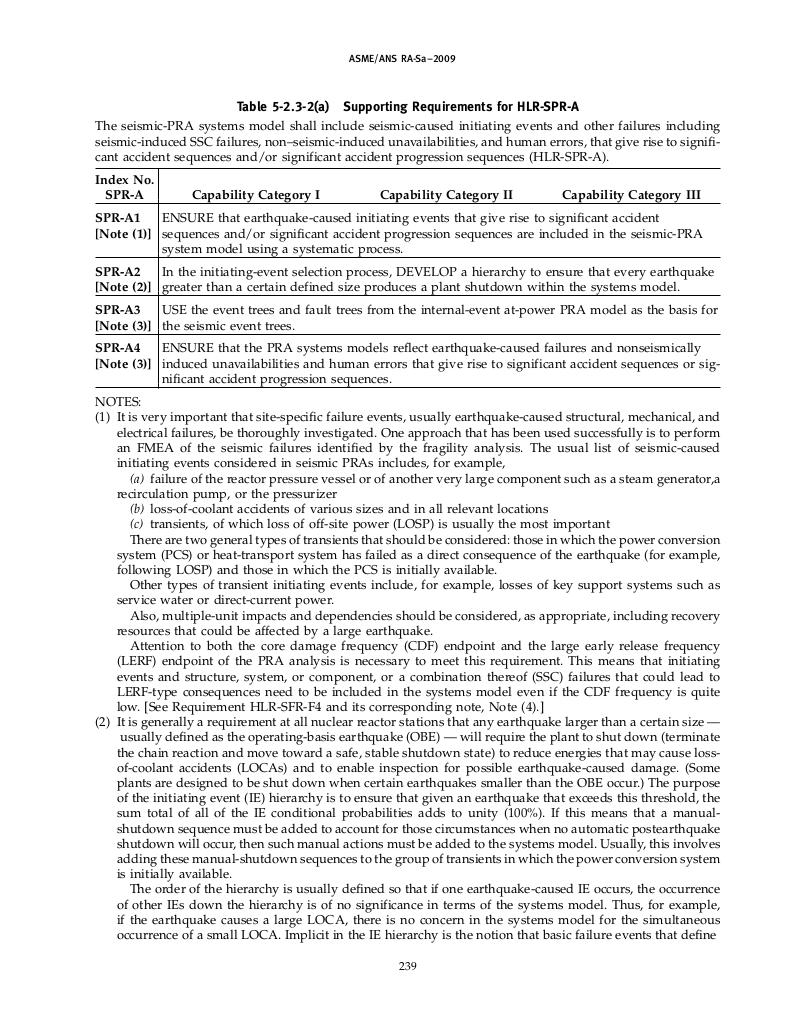 ASME/ANS RA-Sa–2009
Table 5-2.3-2(a) Supporting Requirements for HLR-SPR-A
The seismic-PRA systems model shall include seismic-caused initiating events and other failures including
seismic-induced SSC failures, non–seismic-induced unavailabilities, and human errors, that give rise to signifi-
cant accident sequences and/or significant accident progression sequences (HLR-SPR-A).
Index No.
SPR-A Capability Category I Capability Category II Capability Category III
SPR-A1 ENSURE that earthquake-caused initiating events that give rise to significant accident
[Note (1)] sequences and/or significant accident progression sequences are included in the seismic-PRA
system model using a systematic process.
SPR-A2 In the initiating-event selection process, DEVELOP a hierarchy to ensure that every earthquake
[Note (2)] greater than a certain defined size produces a plant shutdown within the systems model.
SPR-A3 USE the event trees and fault trees from the internal-event at-power PRA model as the basis for
[Note (3)] the seismic event trees.
SPR-A4 ENSURE that the PRA systems models reflect earthquake-caused failures and nonseismically
[Note (3)] induced unavailabilities and human errors that give rise to significant accident sequences or sig-
nificant accident progression sequences.
NOTES:
(1) It is very important that site-specific failure events, usually earthquake-caused structural, mechanical, and
electrical failures, be thoroughly investigated. One approach that has been used successfully is to perform
an FMEA of the seismic failures identified by the fragility analysis. The usual list of seismic-caused
initiating events considered in seismic PRAs includes, for example,
(a) failure of the reactor pressure vessel or of another very large component such as a steam generator,a
recirculation pump, or the pressurizer
(b) loss-of-coolant accidents of various sizes and in all relevant locations
(c) transients, of which loss of off-site power (LOSP) is usually the most important
There are two general types of transients that should be considered: those in which the power conversion
system (PCS) or heat-transport system has failed as a direct consequence of the earthquake (for example,
following LOSP) and those in which the PCS is initially available.
Other types of transient initiating events include, for example, losses of key support systems such as
service water or direct-current power.
Also, multiple-unit impacts and dependencies should be considered, as appropriate, including recovery
resources that could be affected by a large earthquake.
Attention to both the core damage frequency (CDF) endpoint and the large early release frequency
(LERF) endpoint of the PRA analysis is necessary to meet this requirement. This means that initiating
events and structure, system, or component, or a combination thereof (SSC) failures that could lead to
LERF-type consequences need to be included in the systems model even if the CDF frequency is quite
low. [See Requirement HLR-SFR-F4 and its corresponding note, Note (4).]
(2) It is generally a requirement at all nuclear reactor stations that any earthquake larger than a certain size —
usually defined as the operating-basis earthquake (OBE) — will require the plant to shut down (terminate
the chain reaction and move toward a safe, stable shutdown state) to reduce energies that may cause loss-
of-coolant accidents (LOCAs) and to enable inspection for possible earthquake-caused damage. (Some
plants are designed to be shut down when certain earthquakes smaller than the OBE occur.) The purpose
of the initiating event (IE) hierarchy is to ensure that given an earthquake that exceeds this threshold, the
sum total of all of the IE conditional probabilities adds to unity (100%). If this means that a manual-
shutdown sequence must be added to account for those circumstances when no automatic postearthquake
shutdown will occur, then such manual actions must be added to the systems model. Usually, this involves
adding these manual-shutdown sequences to the group of transients in which the power conversion system
is initially available.
The order of the hierarchy is usually defined so that if one earthquake-caused IE occurs, the occurrence
of other IEs down the hierarchy is of no significance in terms of the systems model. Thus, for example,
if the earthquake causes a large LOCA, there is no concern in the systems model for the simultaneous
occurrence of a small LOCA. Implicit in the IE hierarchy is the notion that basic failure events that define
239